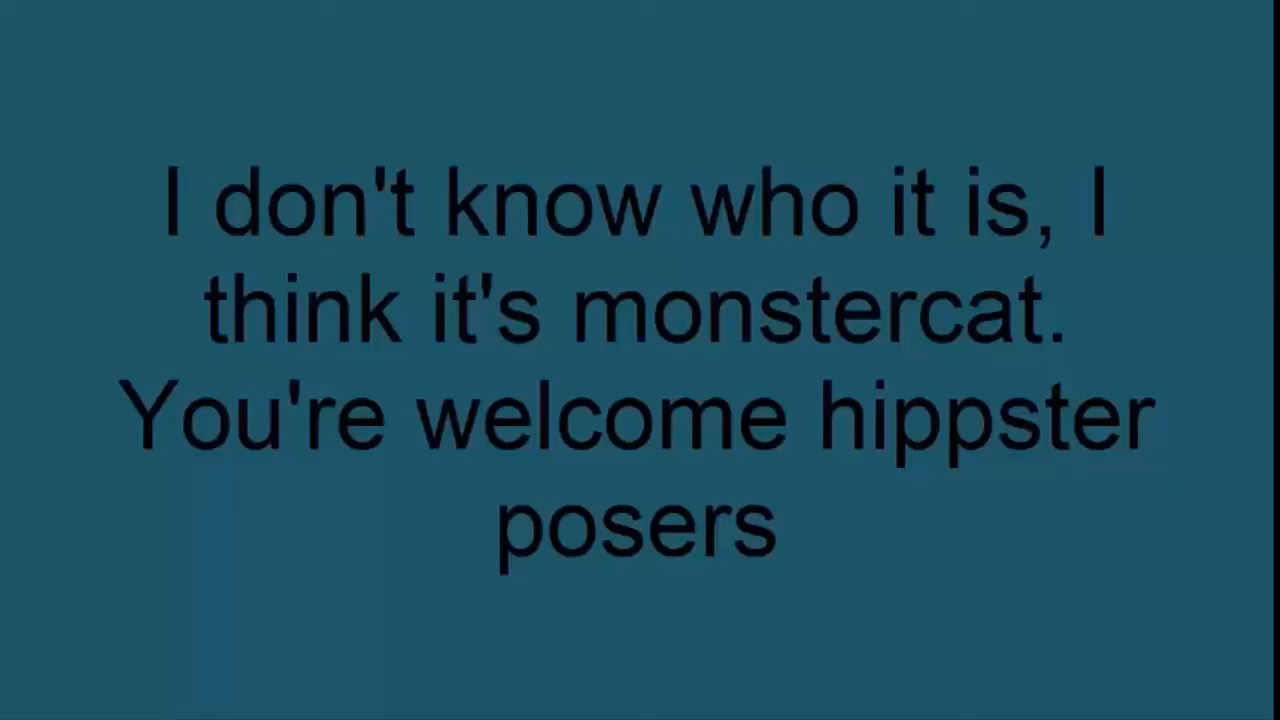 I don't know who it is, I
think it's monstercat.
You're welcome hippster
posers